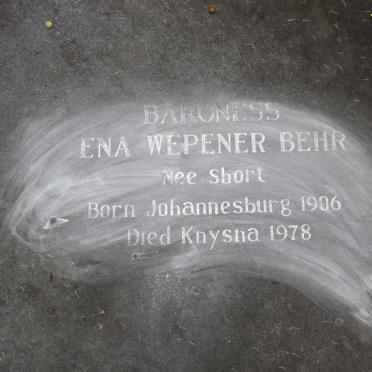 BARONESS
ENA WEPENER BEHR
Nee Short
Born Johannesburg 1906
Died Knysna 1978